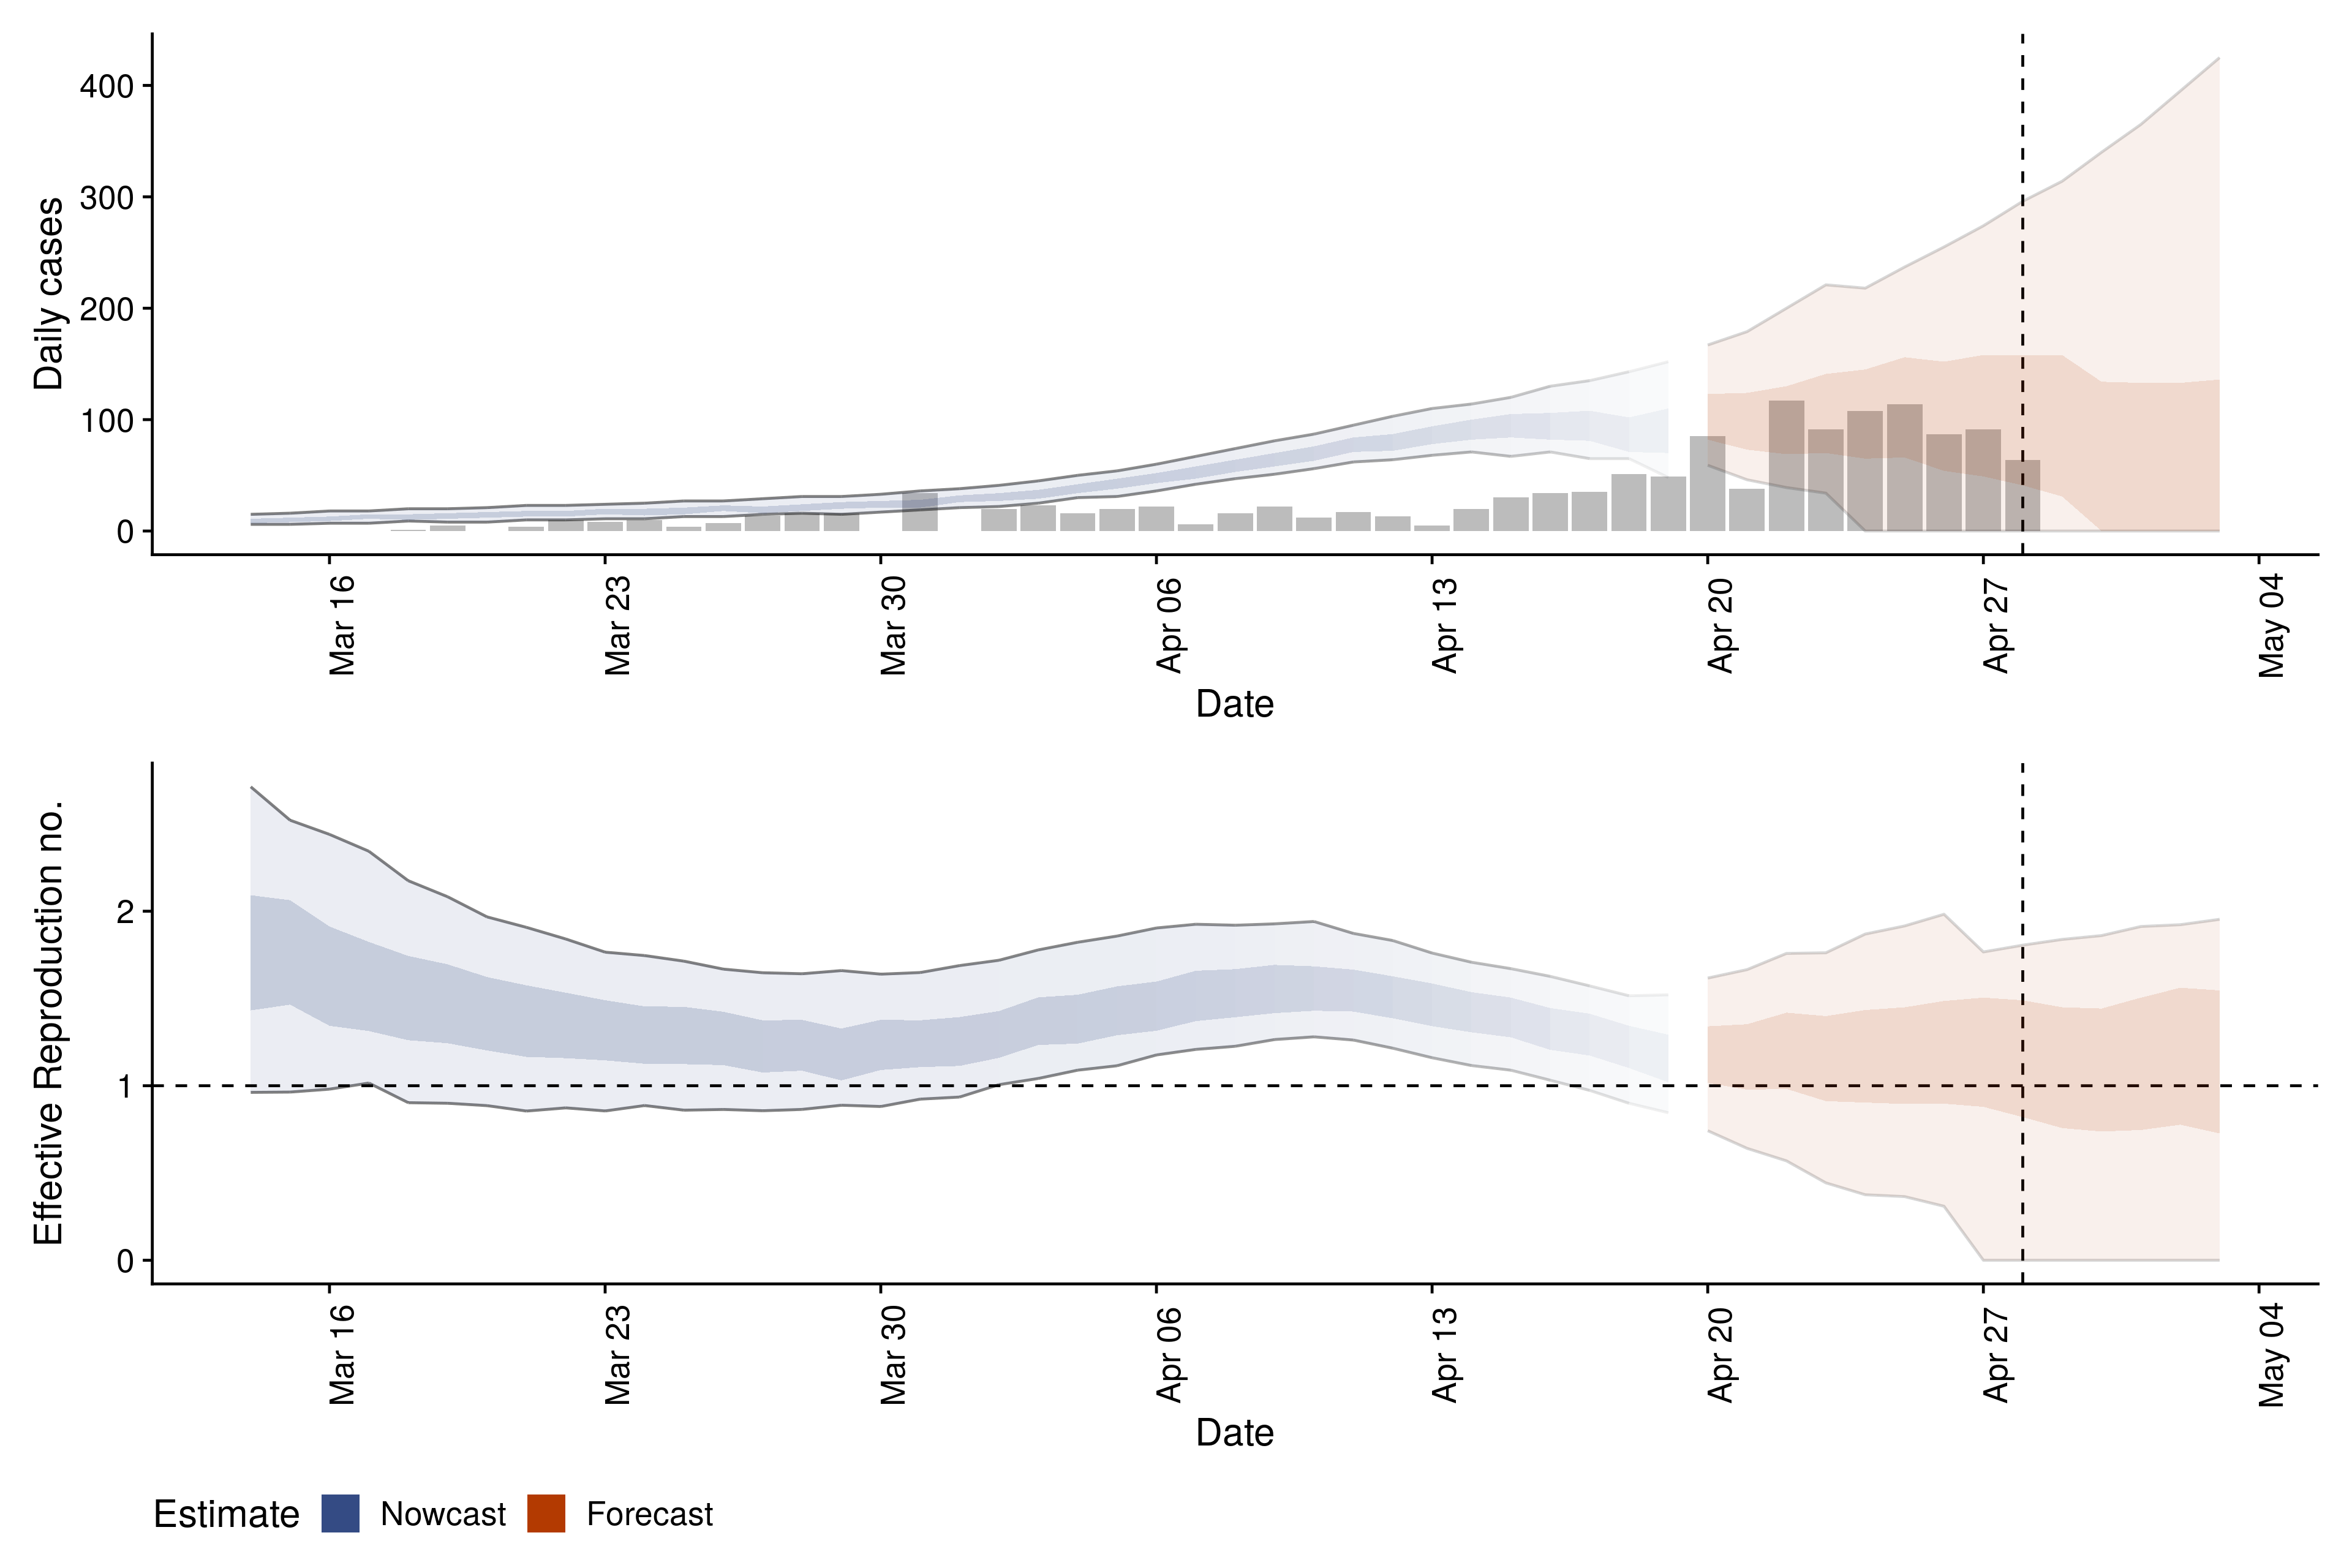 Daily cases
400
300
200
100
0
Mar 16
Mar 23
Mar 30
Apr 06
Apr 13
Apr 20
Apr 27
May 04
Date
Effective Reproduction no.
2
1
0
Mar 16
Mar 23
Mar 30
Apr 06
Apr 13
Apr 20
Apr 27
May 04
Date
Estimate Nowcast Forecast